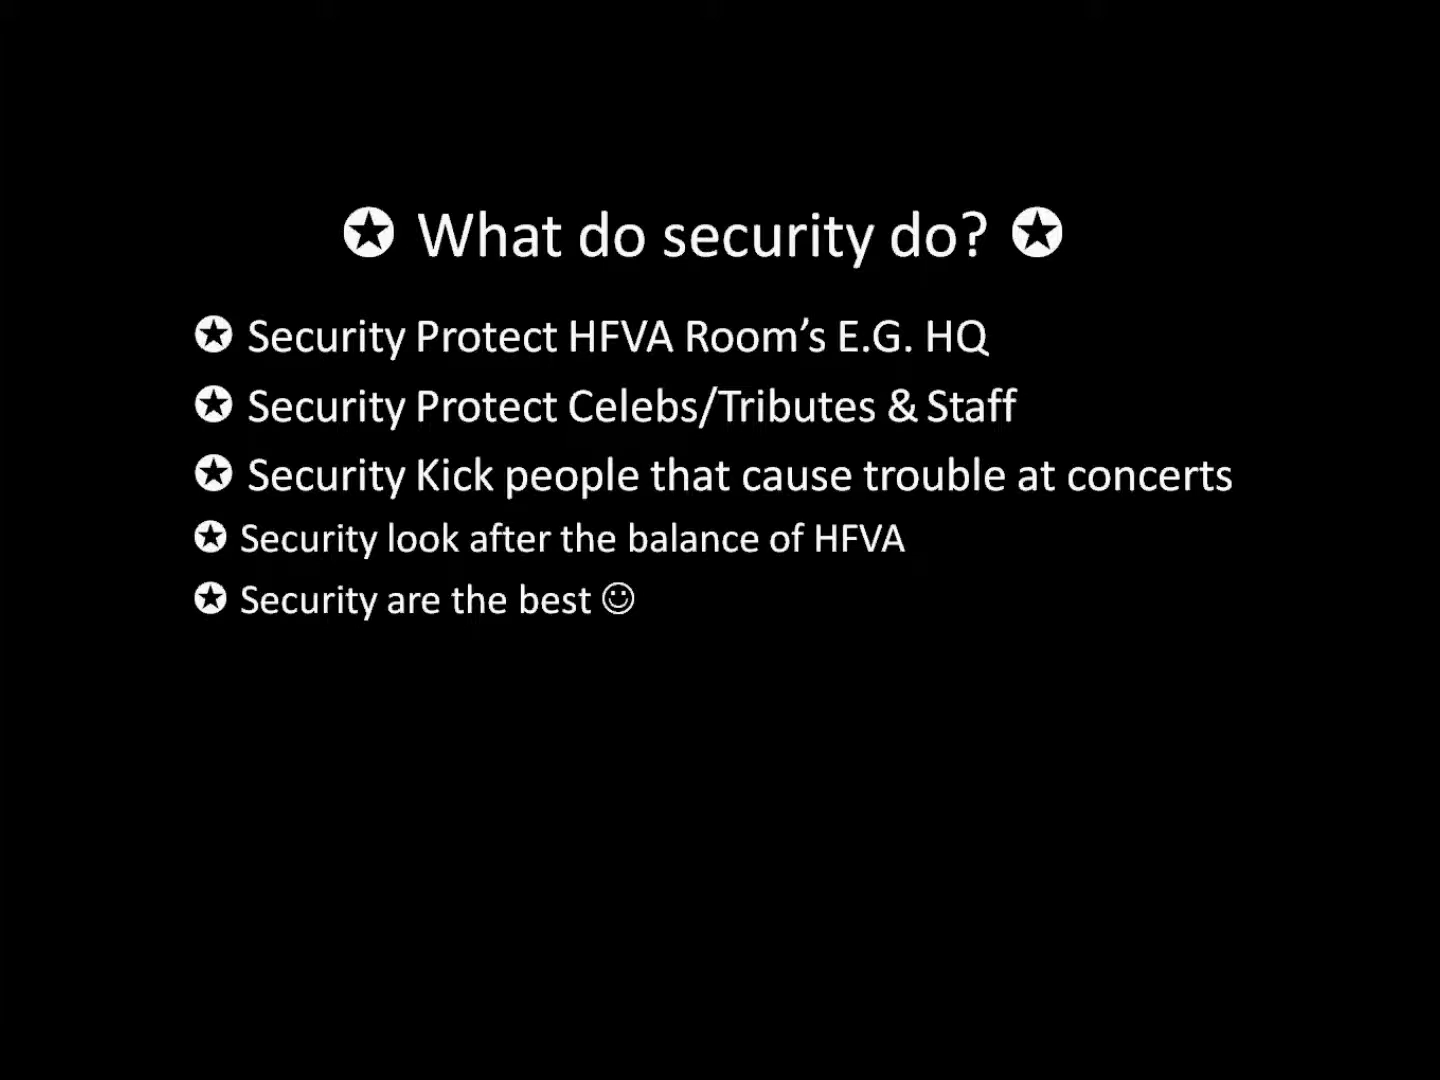 ✪ What do security do? ✪
✪ Security Protect HFVA Room’s E.G. HQ
✪ Security Protect Celebs/Tributes & Staff
✪ Security Kick people that cause trouble at concerts
✪ Security look after the balance of HFVA
✪ Security are the best ☺